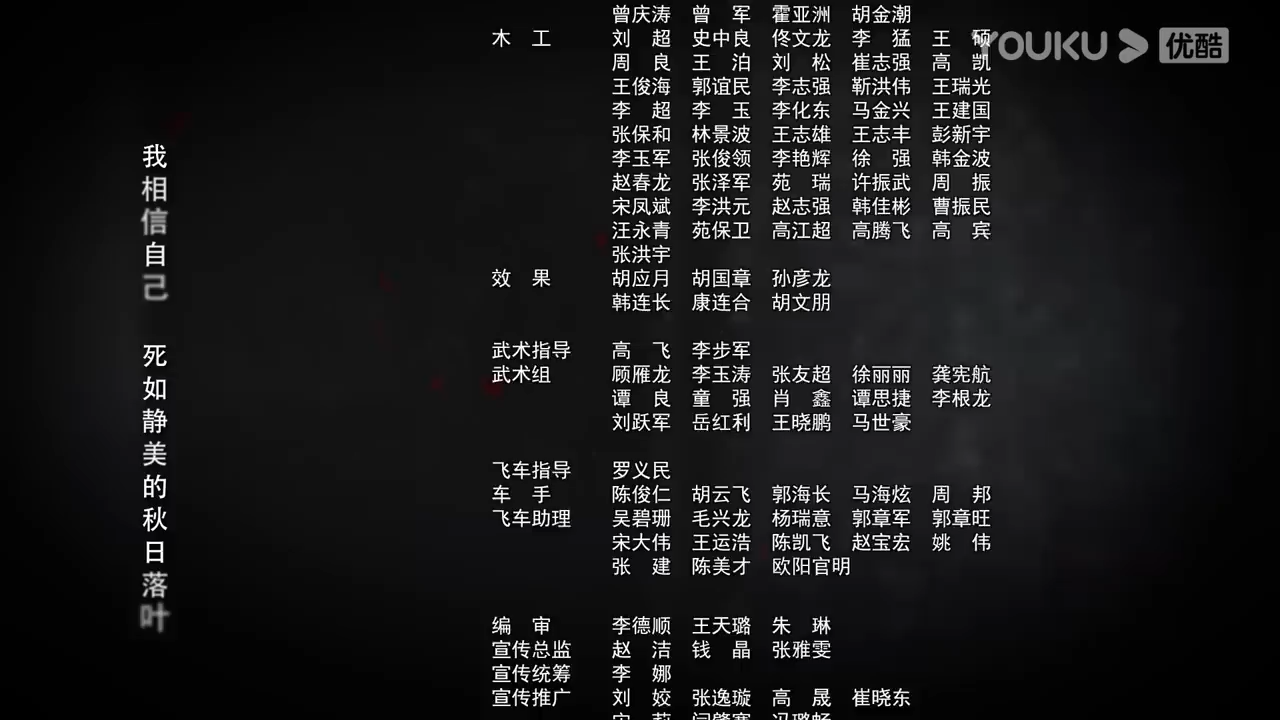 曾庆涛 曾 军 霍亚洲 胡金潮
木 工 刘 超 史中良 佟文龙 李 猛 王 硕
周 良 王 泊 刘 松 崔志强 高 凯
王俊海 郭谊民 李志强 靳洪伟 王瑞光
李 超 李 玉 李化东 马金兴 王建国
张保和 林景波 王志雄 王志丰 彭新宇
李玉军 张俊领 李艳辉 徐 强 韩金波
赵春龙 张泽军 苑 瑞 许振武 周 振
宋凤斌 李洪元 赵志强 韩佳彬 曹振民
汪永青 苑保卫 高江超 高腾飞 高 宾
张洪宇
效 果 胡应月 胡国章 孙彦龙
韩连长 康连合 胡文朋
武术指导 高 飞 李步军
武术组 顾雁龙 李玉涛 张友超 徐丽丽 龚宪航
谭 良 童 强 肖 鑫 谭思捷 李根龙
刘跃军 岳红利 王晓鹏 马世豪
飞车指导 罗义民
车 手 陈俊仁 胡云飞 郭海长 马海炫 周 邦
飞车助理 吴碧珊 毛兴龙 杨瑞意 郭章军 郭章旺
宋大伟 王运浩 陈凯飞 赵宝宏 姚 伟
张 建 陈美才 欧阳官明
编 审 李德顺 王天璐 朱 琳
宣传总监 赵 洁 钱 晶 张雅雯
宣传统筹 李 娜
宣传推广 刘 姣 张逸璇 高 晟 崔晓东
我相信自己 死如静美的秋日落叶
YOUKU 优酷